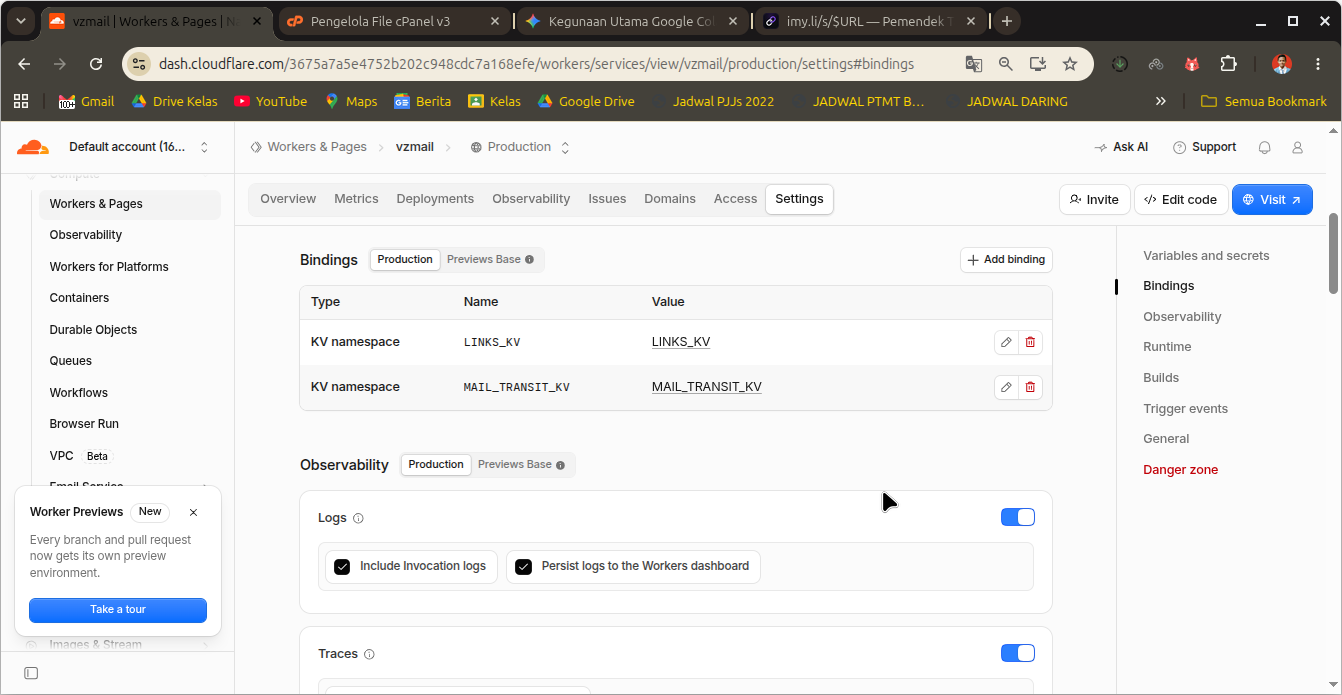 vzmail | Workers & Pages | N
Pengelola File cPanel v3
Kegunaan Utama Google Co
imy.li/s/$URL — Pemendek T
dash.cloudflare.com/3675a7a5e4752b202c948cdc7a168efe/workers/services/view/vzmail/production/settings#bindings
100+ Gmail
Drive Kelas
YouTube
Maps
Berita
Kelas
Google Drive
Jadwal PJJs 2022
JADWAL PTMT B...
JADWAL DARING
Semua Bookmark
Default account (16...
Workers & Pages
vzmail
Production
Ask AI
Support
Compute
Workers & Pages
Observability
Workers for Platforms
Containers
Durable Objects
Queues
Workflows
Browser Run
VPC Beta
Email Service
Worker Previews New
Every branch and pull request
now gets its own preview
environment.
Take a tour
Images & Stream
Overview
Metrics
Deployments
Observability
Issues
Domains
Access
Settings
Invite
Edit code
Visit
Bindings Production Previews Base
Add binding
Type Name Value
KV namespace LINKS_KV LINKS_KV
KV namespace MAIL_TRANSIT_KV MAIL_TRANSIT_KV
Observability Production Previews Base
Logs
Include Invocation logs
Persist logs to the Workers dashboard
Traces
Variables and secrets
Bindings
Observability
Runtime
Builds
Trigger events
General
Danger zone